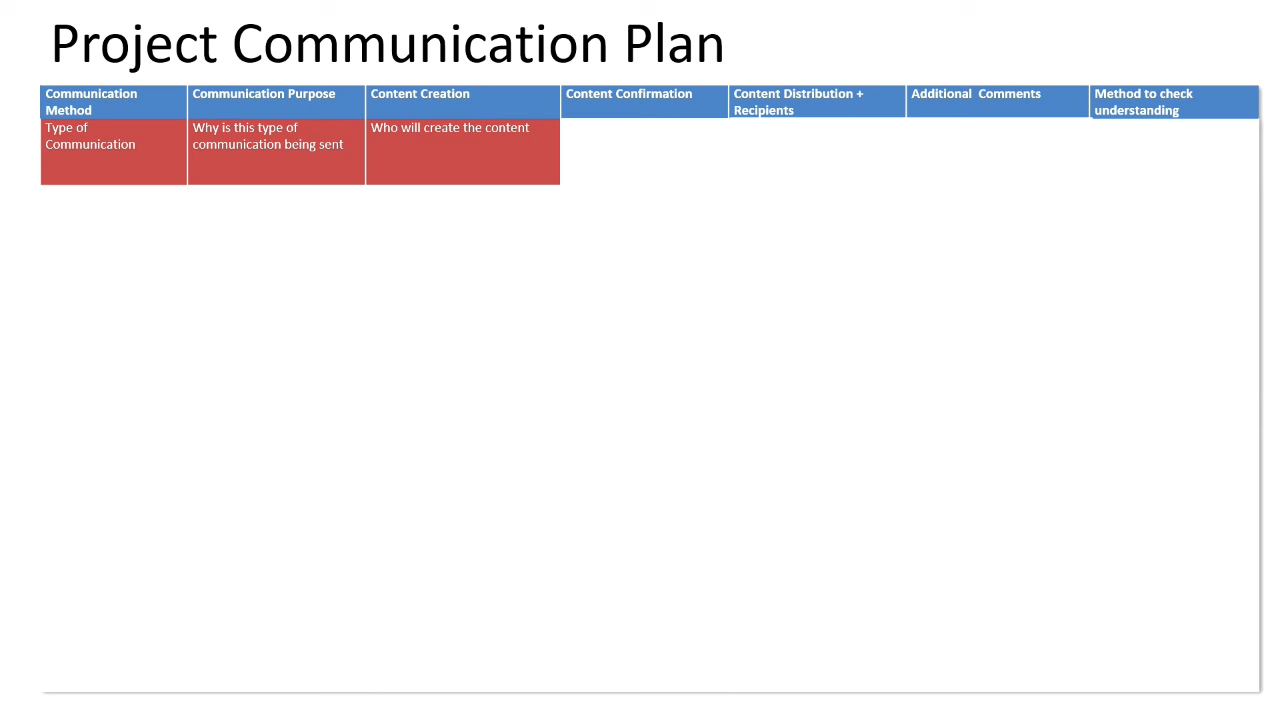 Project Communication Plan
Communication Method
Communication Purpose
Content Creation
Content Confirmation
Content Distribution + Recipients
Additional  Comments
Method to check understanding
Type of Communication
Why is this type of communication being sent
Who will create the content